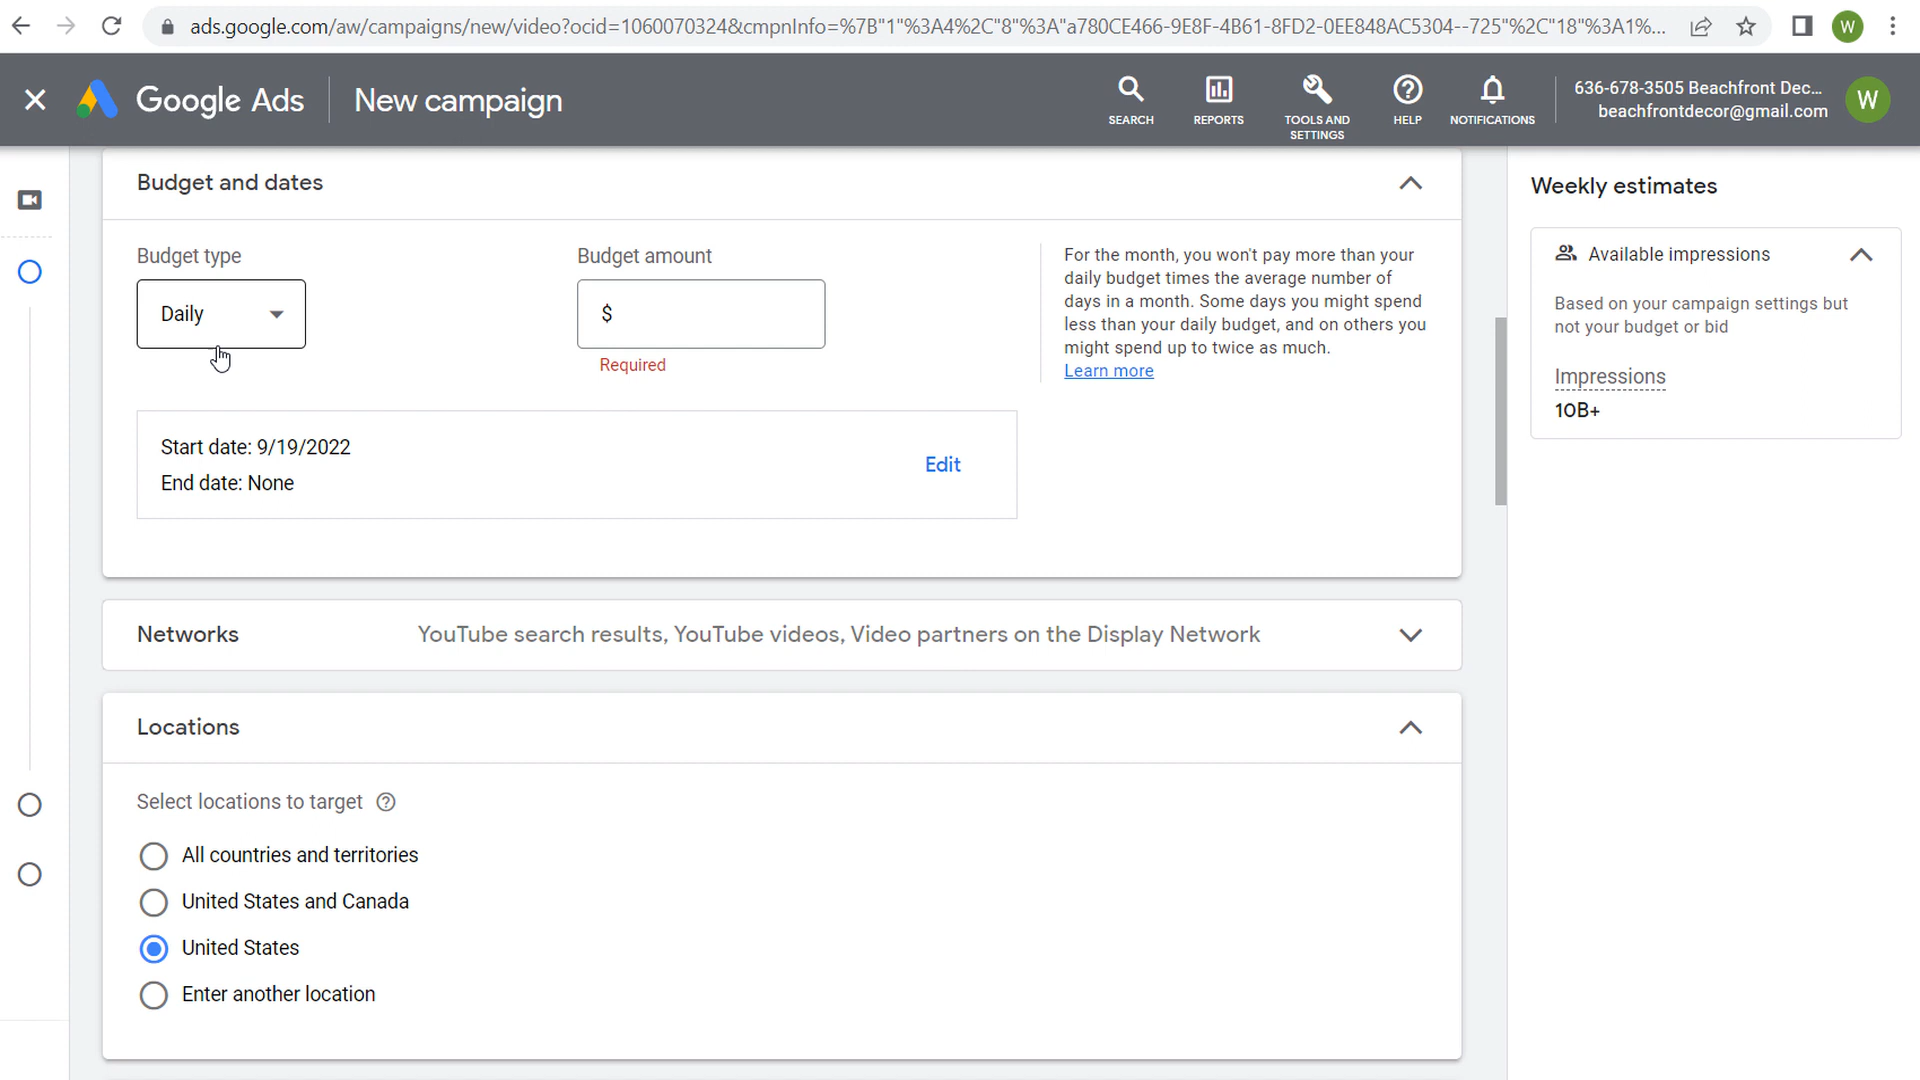 ads.google.com/aw/campaigns/new/video?ocid=1060070324&cmpnInfo=%7B"1"%3A4%2C"8"%3A"a780CE466-9E8F-4B61-8FD2-0EE848AC5304--725"%2C"18"%3A1%...
W
Google Ads
New campaign
SEARCH
REPORTS
TOOLS AND
SETTINGS
HELP
NOTIFICATIONS
636-678-3505 Beachfront Dec...
beachfrontdecor@gmail.com
W
Budget and dates
Budget type
Daily
Budget amount
$
Required
For the month, you won't pay more than your
daily budget times the average number of
days in a month. Some days you might spend
less than your daily budget, and on others you
might spend up to twice as much.
Learn more
Start date: 9/19/2022
End date: None
Edit
Networks
YouTube search results, YouTube videos, Video partners on the Display Network
Locations
Select locations to target
All countries and territories
United States and Canada
United States
Enter another location
Weekly estimates
Available impressions
Based on your campaign settings but
not your budget or bid
Impressions
10B+